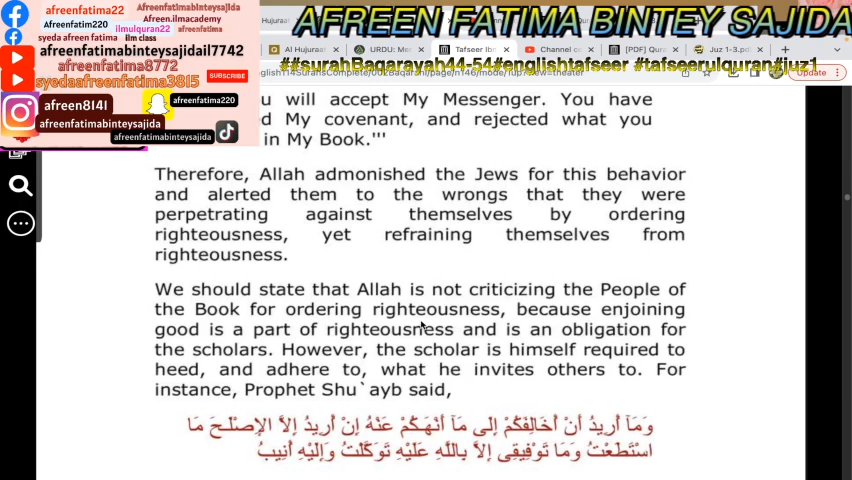 afreenfatima22
Afreenfatimabinteysajida
Afreen.ilmacademy
Afreenfatima220
ilmulquran22
afreenfatima
syeda afreen fatima
ilm class
afreenfatimabinteysajidail7742
afreenfatima8772
syedaafreenfatima3815
SUBSCRIBE
afreen8141
afreenfatima220
afreenfatimabinteysajida
afreenfatimabinteysajida
AFREEN FATIMA BINTEY SAJIDA
Al Hujuraat
URDU: Mer
Tafseer Ibn
Channel co
[PDF] Qura
Juz 1-3.pd
##surahBaqarayah44-54#englishtafseer #tafseerulquran#juz1
Update
u will accept My Messenger. You have
d My covenant, and rejected what you
in My Book.'"
Therefore, Allah admonished the Jews for this behavior
and alerted them to the wrongs that they were
perpetrating against themselves by ordering
righteousness, yet refraining themselves from
righteousness.
We should state that Allah is not criticizing the People of
the Book for ordering righteousness, because enjoining
good is a part of righteousness and is an obligation for
the scholars. However, the scholar is himself required to
heed, and adhere to, what he invites others to. For
instance, Prophet Shu`ayb said,
وَمَآ أُرِيدُ أَنْ أُخَالِفَكُمْ إِلَى مَآ أَنْهَـكُمْ عَنْهُ إِنْ أُرِيدُ إِلاَّ الإِصْلَـحَ مَا
اسْتَطَعْتُ وَمَا تَوْفِيقِى إِلاَّ بِاللَّهِ عَلَيْهِ تَوَكَّلْتُ وَإِلَيْهِ أُنِيبُ